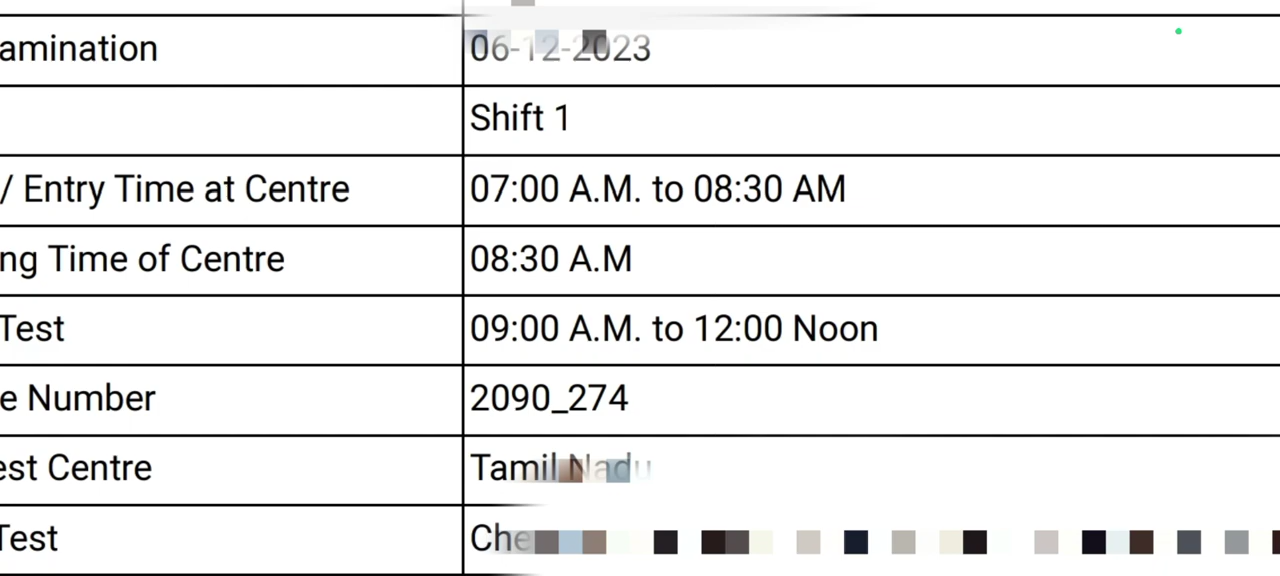 amination 06-12-2023
Shift 1
/ Entry Time at Centre 07:00 A.M. to 08:30 AM
ng Time of Centre 08:30 A.M
Test 09:00 A.M. to 12:00 Noon
e Number 2090_274
est Centre Tamil Nadu
Test Che